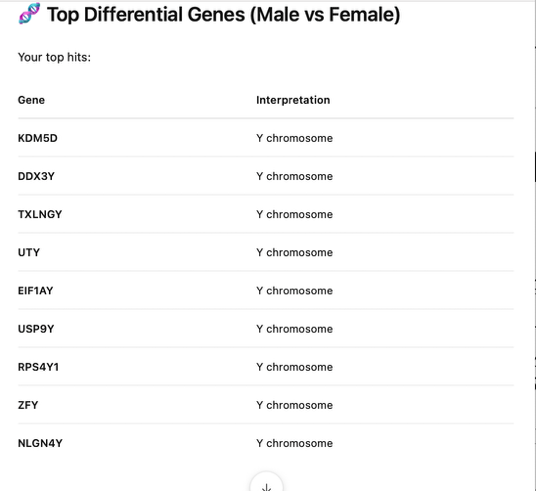 🧬 Top Differential Genes (Male vs Female)
Your top hits:
Gene Interpretation
KDM5D Y chromosome
DDX3Y Y chromosome
TXLNGY Y chromosome
UTY Y chromosome
EIF1AY Y chromosome
USP9Y Y chromosome
RPS4Y1 Y chromosome
ZFY Y chromosome
NLGN4Y Y chromosome